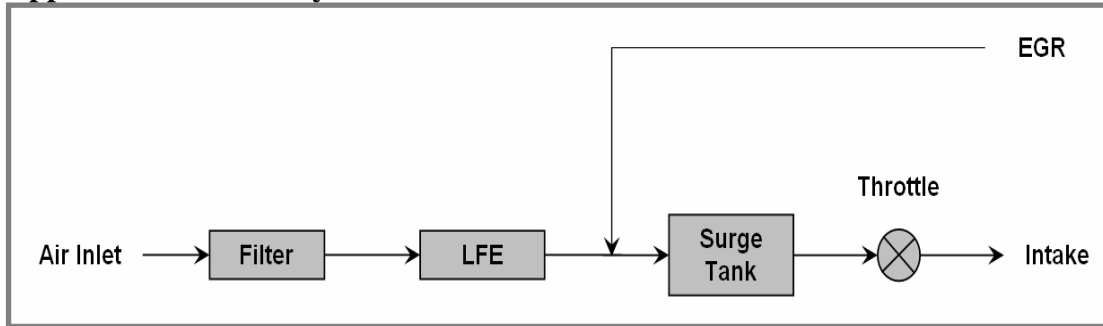 EGR
Throttle
Air Inlet
Filter
LFE
Surge
Tank
Intake